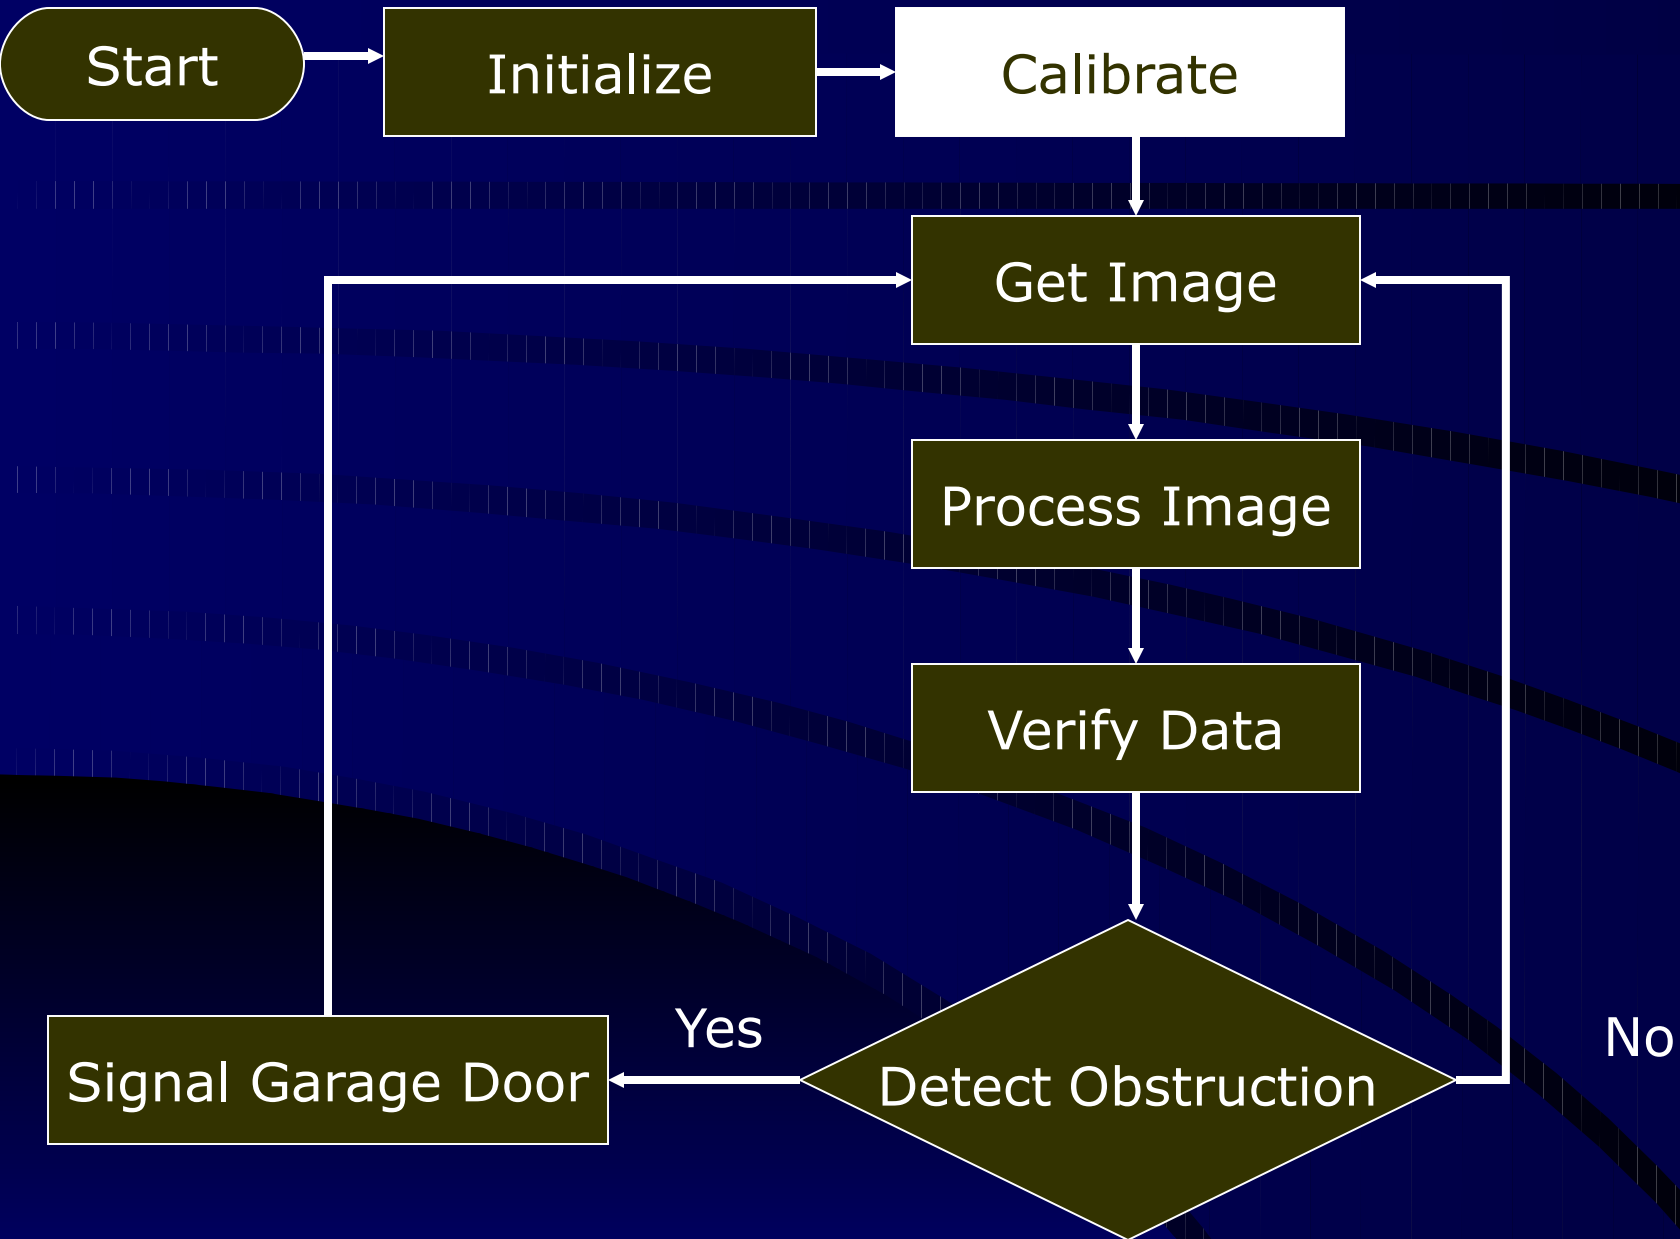 Start
Initialize
Calibrate
Get Image
Process Image
Verify Data
Yes
No
Signal Garage Door
Detect Obstruction